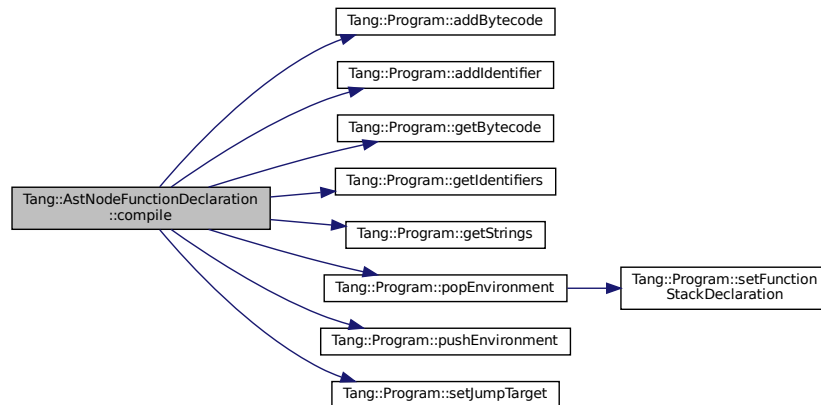 Tang::Program::addBytecode
Tang::Program::addIdentifier
Tang::Program::getBytecode
Tang::Program::getIdentifiers
Tang::AstNodeFunctionDeclaration
::compile
Tang::Program::getStrings
Tang::Program::popEnvironment
Tang::Program::setFunction
StackDeclaration
Tang::Program::pushEnvironment
Tang::Program::setJumpTarget